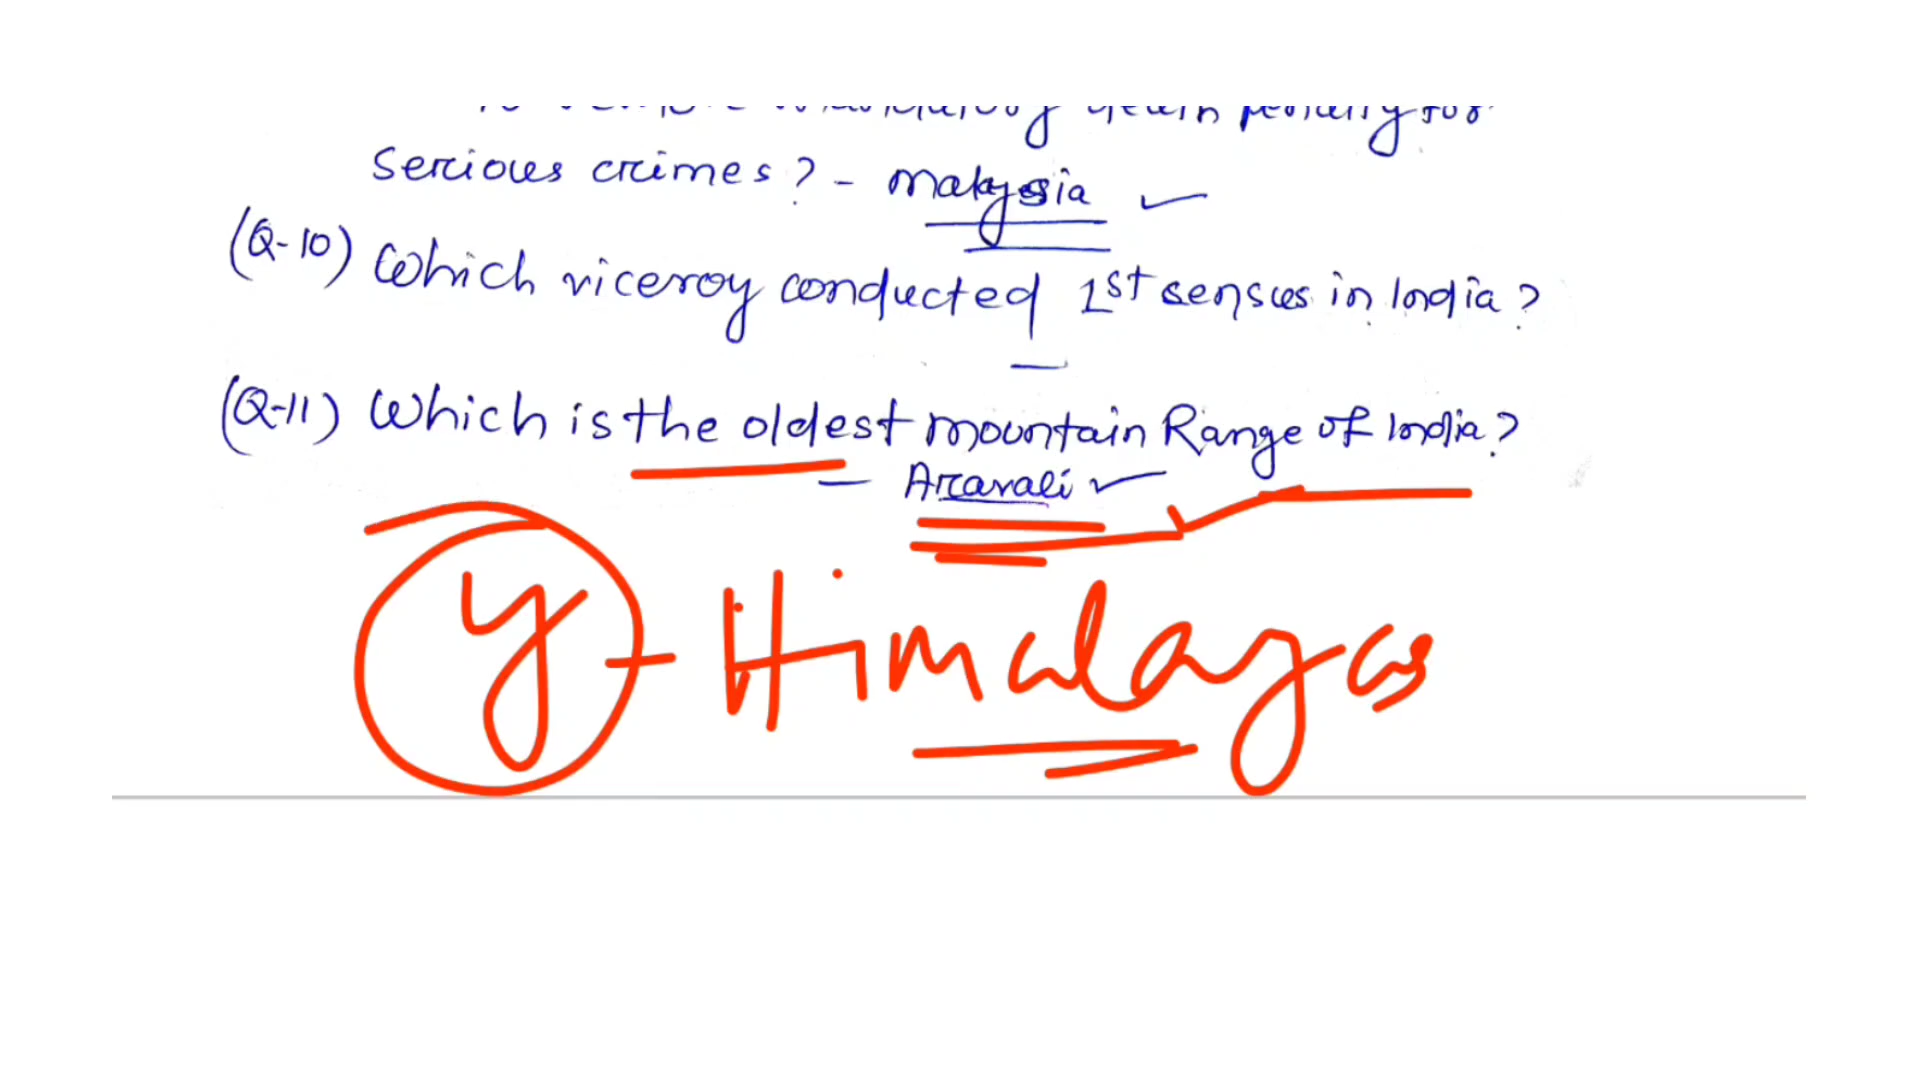 serious crimes? - malaysia ✓
(Q-10) Which viceroy conducted 1st sensus in India?
(Q-11) Which is the oldest mountain Range of India?
- Aravali ✓
y - Himalayas